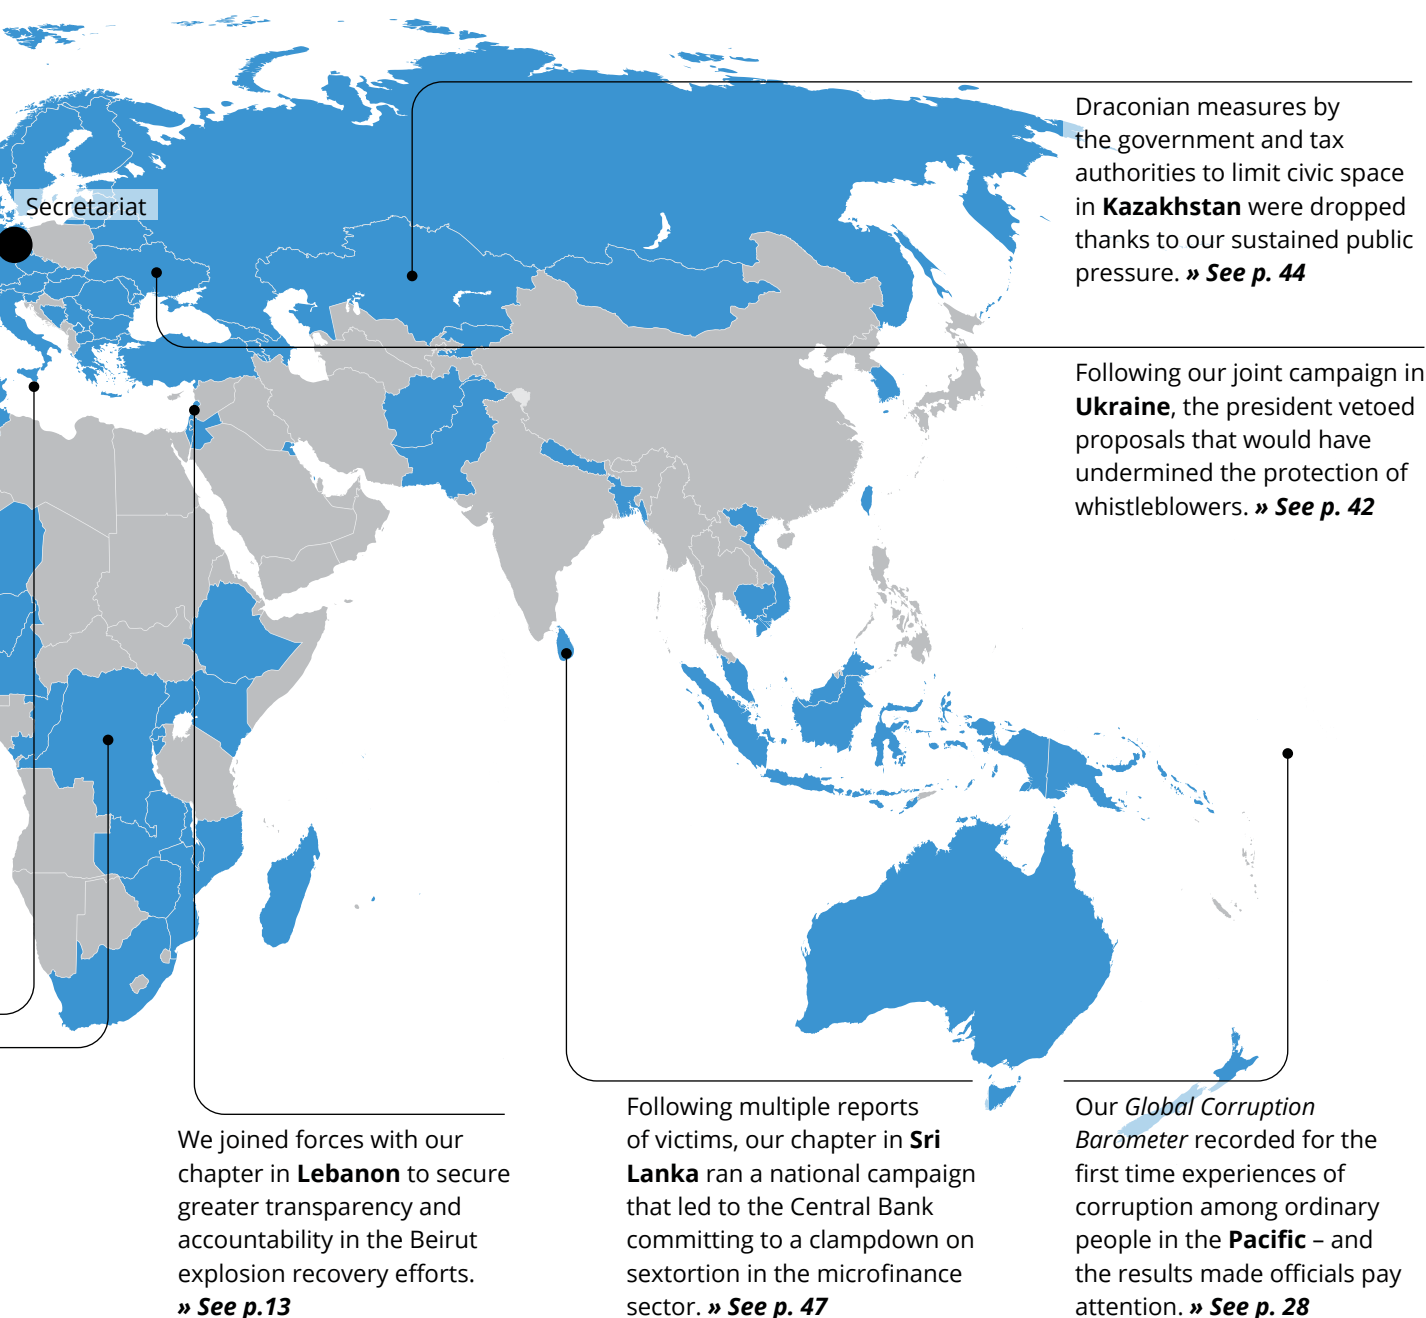 Secretariat
Draconian measures by
the government and tax
authorities to limit civic space
in Kazakhstan were dropped
thanks to our sustained public
pressure. » See p. 44
Following our joint campaign in
Ukraine, the president vetoed
proposals that would have
undermined the protection of
whistleblowers. » See p. 42
We joined forces with our
chapter in Lebanon to secure
greater transparency and
accountability in the Beirut
explosion recovery efforts.
» See p.13
Following multiple reports
of victims, our chapter in Sri
Lanka ran a national campaign
that led to the Central Bank
committing to a clampdown on
sextortion in the microfinance
sector. » See p. 47
Our Global Corruption
Barometer recorded for the
first time experiences of
corruption among ordinary
people in the Pacific – and
the results made officials pay
attention. » See p. 28